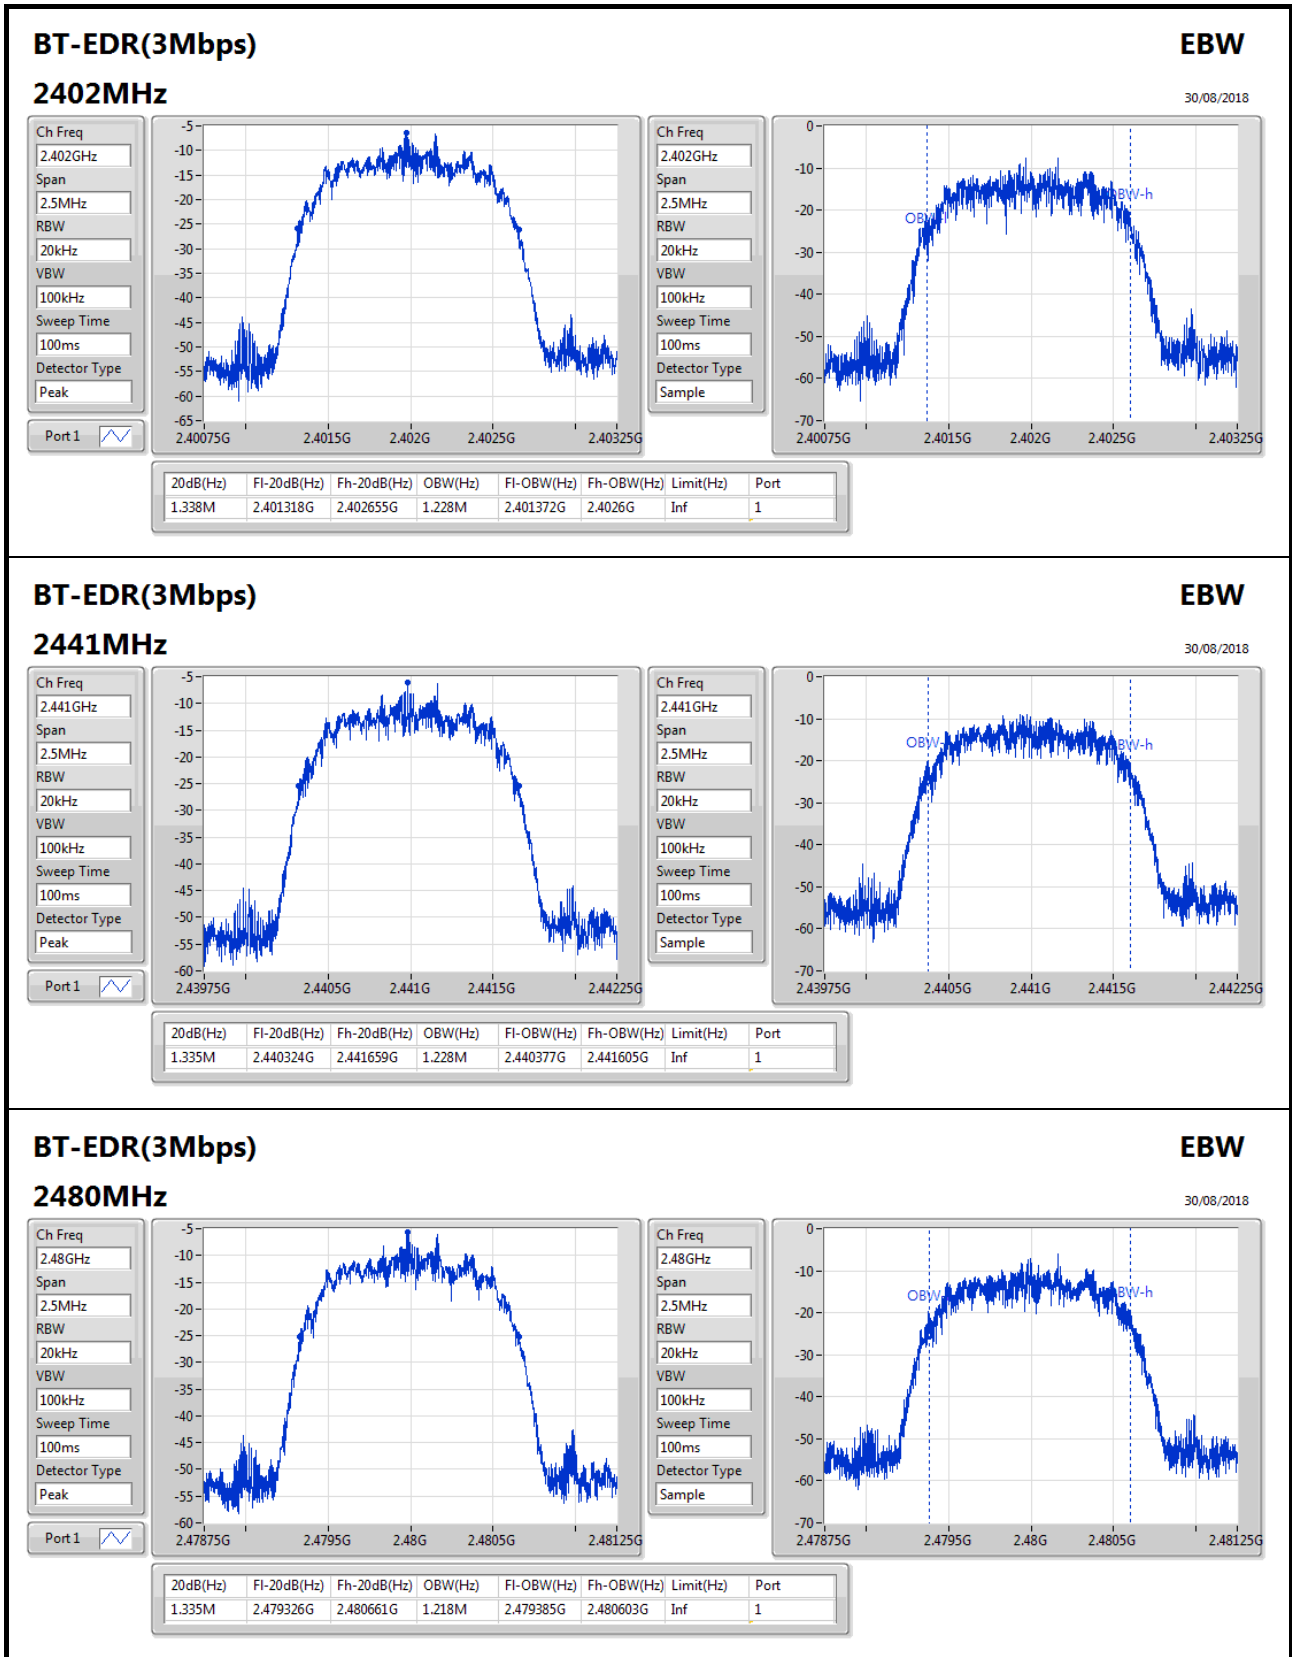 BT-EDR(3Mbps) EBW
2402MHz
30/08/2018
Ch Freq
2.402GHz
Span
2.5MHz
RBW
20kHz
VBW
100kHz
Sweep Time
100ms
Detector Type
Peak
Port 1
-5
-10
-15
-20
-25
-30
-35
-40
-45
-50
-55
-60
-65
2.40075G 2.4015G 2.402G 2.4025G 2.40325G
Ch Freq
2.402GHz
Span
2.5MHz
RBW
20kHz
VBW
100kHz
Sweep Time
100ms
Detector Type
Sample
0
-10
-20
-30
-40
-50
-60
-70
OBW-h
2.40075G 2.4015G 2.402G 2.4025G 2.40325G
20dB(Hz) Fl-20dB(Hz) Fh-20dB(Hz) OBW(Hz) Fl-OBW(Hz) Fh-OBW(Hz) Limit(Hz) Port
1.338M 2.401318G 2.402655G 1.228M 2.401372G 2.4026G Inf 1
BT-EDR(3Mbps) EBW
2441MHz
30/08/2018
Ch Freq
2.441GHz
Span
2.5MHz
RBW
20kHz
VBW
100kHz
Sweep Time
100ms
Detector Type
Peak
Port 1
-5
-10
-15
-20
-25
-30
-35
-40
-45
-50
-55
-60
2.43975G 2.4405G 2.441G 2.4415G 2.44225G
Ch Freq
2.441GHz
Span
2.5MHz
RBW
20kHz
VBW
100kHz
Sweep Time
100ms
Detector Type
Sample
0
-10
-20
-30
-40
-50
-60
-70
OBW
2.43975G 2.4405G 2.441G 2.4415G 2.44225G
20dB(Hz) Fl-20dB(Hz) Fh-20dB(Hz) OBW(Hz) Fl-OBW(Hz) Fh-OBW(Hz) Limit(Hz) Port
1.335M 2.440324G 2.441659G 1.228M 2.440377G 2.441605G Inf 1
BT-EDR(3Mbps) EBW
2480MHz
30/08/2018
Ch Freq
2.48GHz
Span
2.5MHz
RBW
20kHz
VBW
100kHz
Sweep Time
100ms
Detector Type
Peak
Port 1
-5
-10
-15
-20
-25
-30
-35
-40
-45
-50
-55
-60
2.47875G 2.4795G 2.48G 2.4805G 2.48125G
Ch Freq
2.48GHz
Span
2.5MHz
RBW
20kHz
VBW
100kHz
Sweep Time
100ms
Detector Type
Sample
0
-10
-20
-30
-40
-50
-60
-70
OBW
2.47875G 2.4795G 2.48G 2.4805G 2.48125G
20dB(Hz) Fl-20dB(Hz) Fh-20dB(Hz) OBW(Hz) Fl-OBW(Hz) Fh-OBW(Hz) Limit(Hz) Port
1.335M 2.479326G 2.480661G 1.218M 2.479385G 2.480603G Inf 1